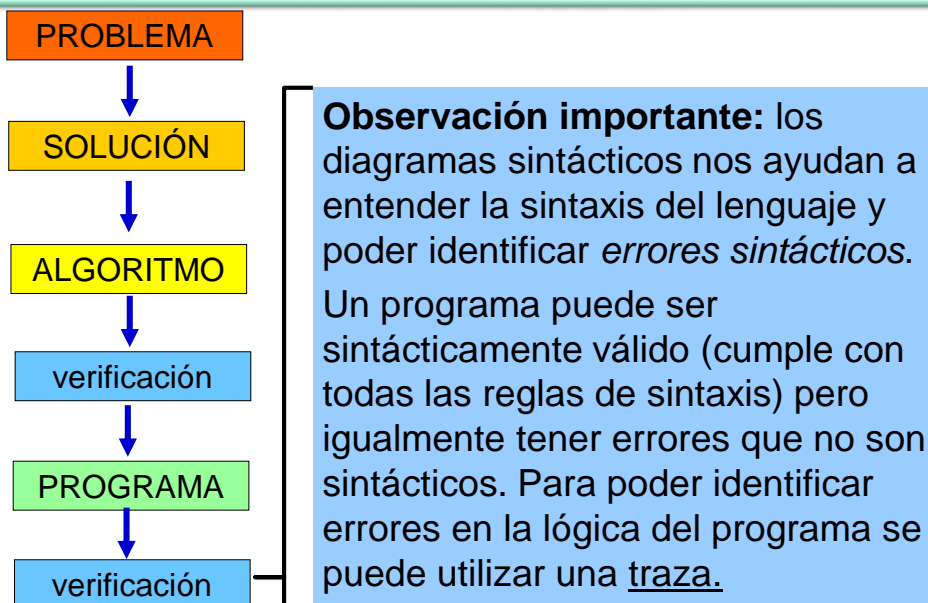 PROBLEMA
SOLUCIÓN
ALGORITMO
verificación
PROGRAMA
verificación
Observación importante: los
diagramas sintácticos nos ayudan a
entender la sintaxis del lenguaje y
poder identificar errores sintácticos.
Un programa puede ser
sintácticamente válido (cumple con
todas las reglas de sintaxis) pero
igualmente tener errores que no son
sintácticos. Para poder identificar
errores en la lógica del programa se
puede utilizar una traza.